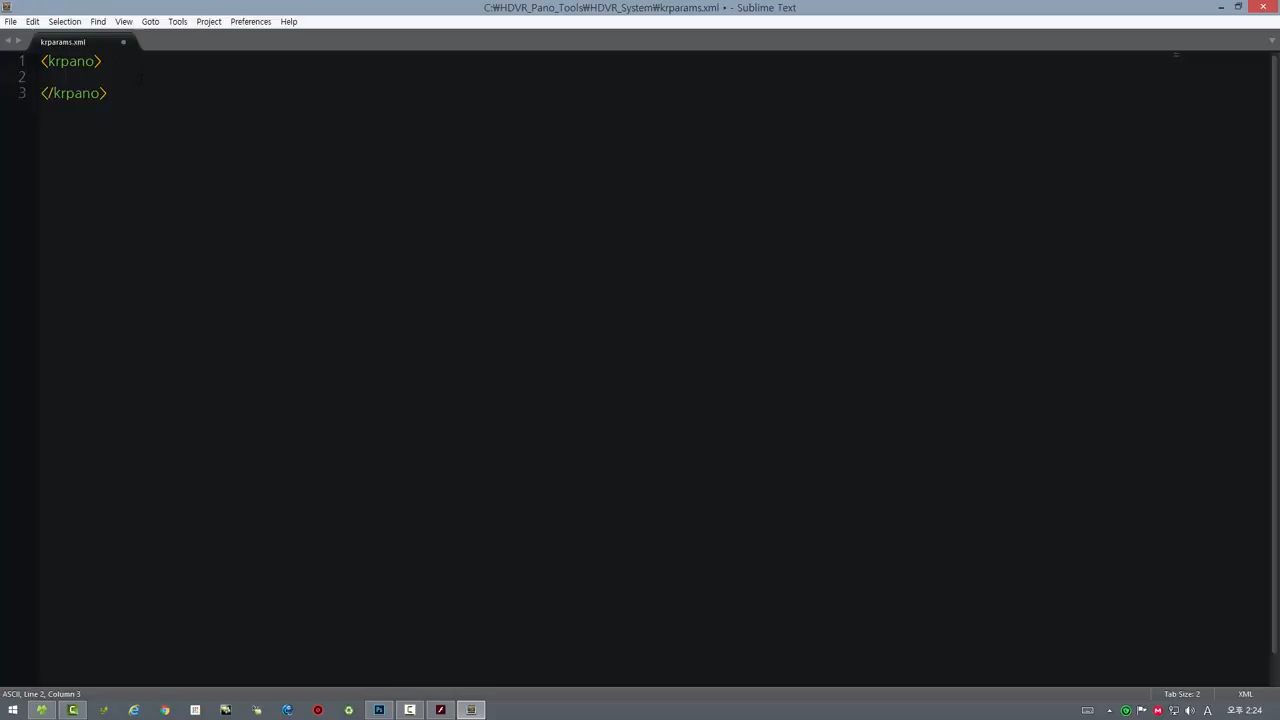 C:₩HDVR_Pano_Tools₩HDVR_System₩krparams.xml • - Sublime Text
File Edit Selection Find View Goto Tools Project Preferences Help
krparams.xml
1 <krpano>
2
3 </krpano>
ASCII, Line 2, Column 3 Tab Size: 2 XML
A 오후 2:24